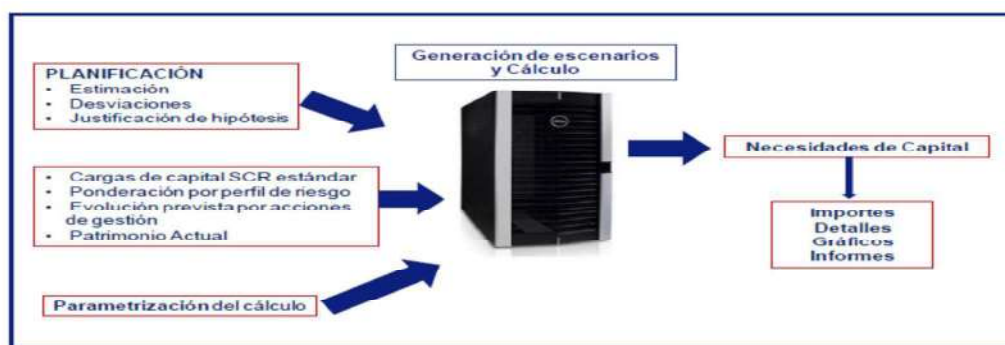 Generación de escenarios
y Cálculo
PLANIFICACIÓN
• Estimación
• Desviaciones
• Justificación de hipótesis
• Cargas de capital SCR estándar
• Ponderación por perfil de riesgo
• Evolución prevista por acciones
de gestión
• Patrimonio Actual
Parametrización del cálculo
Necesidades de Capital
Importes
Detalles
Gráficos
Informes